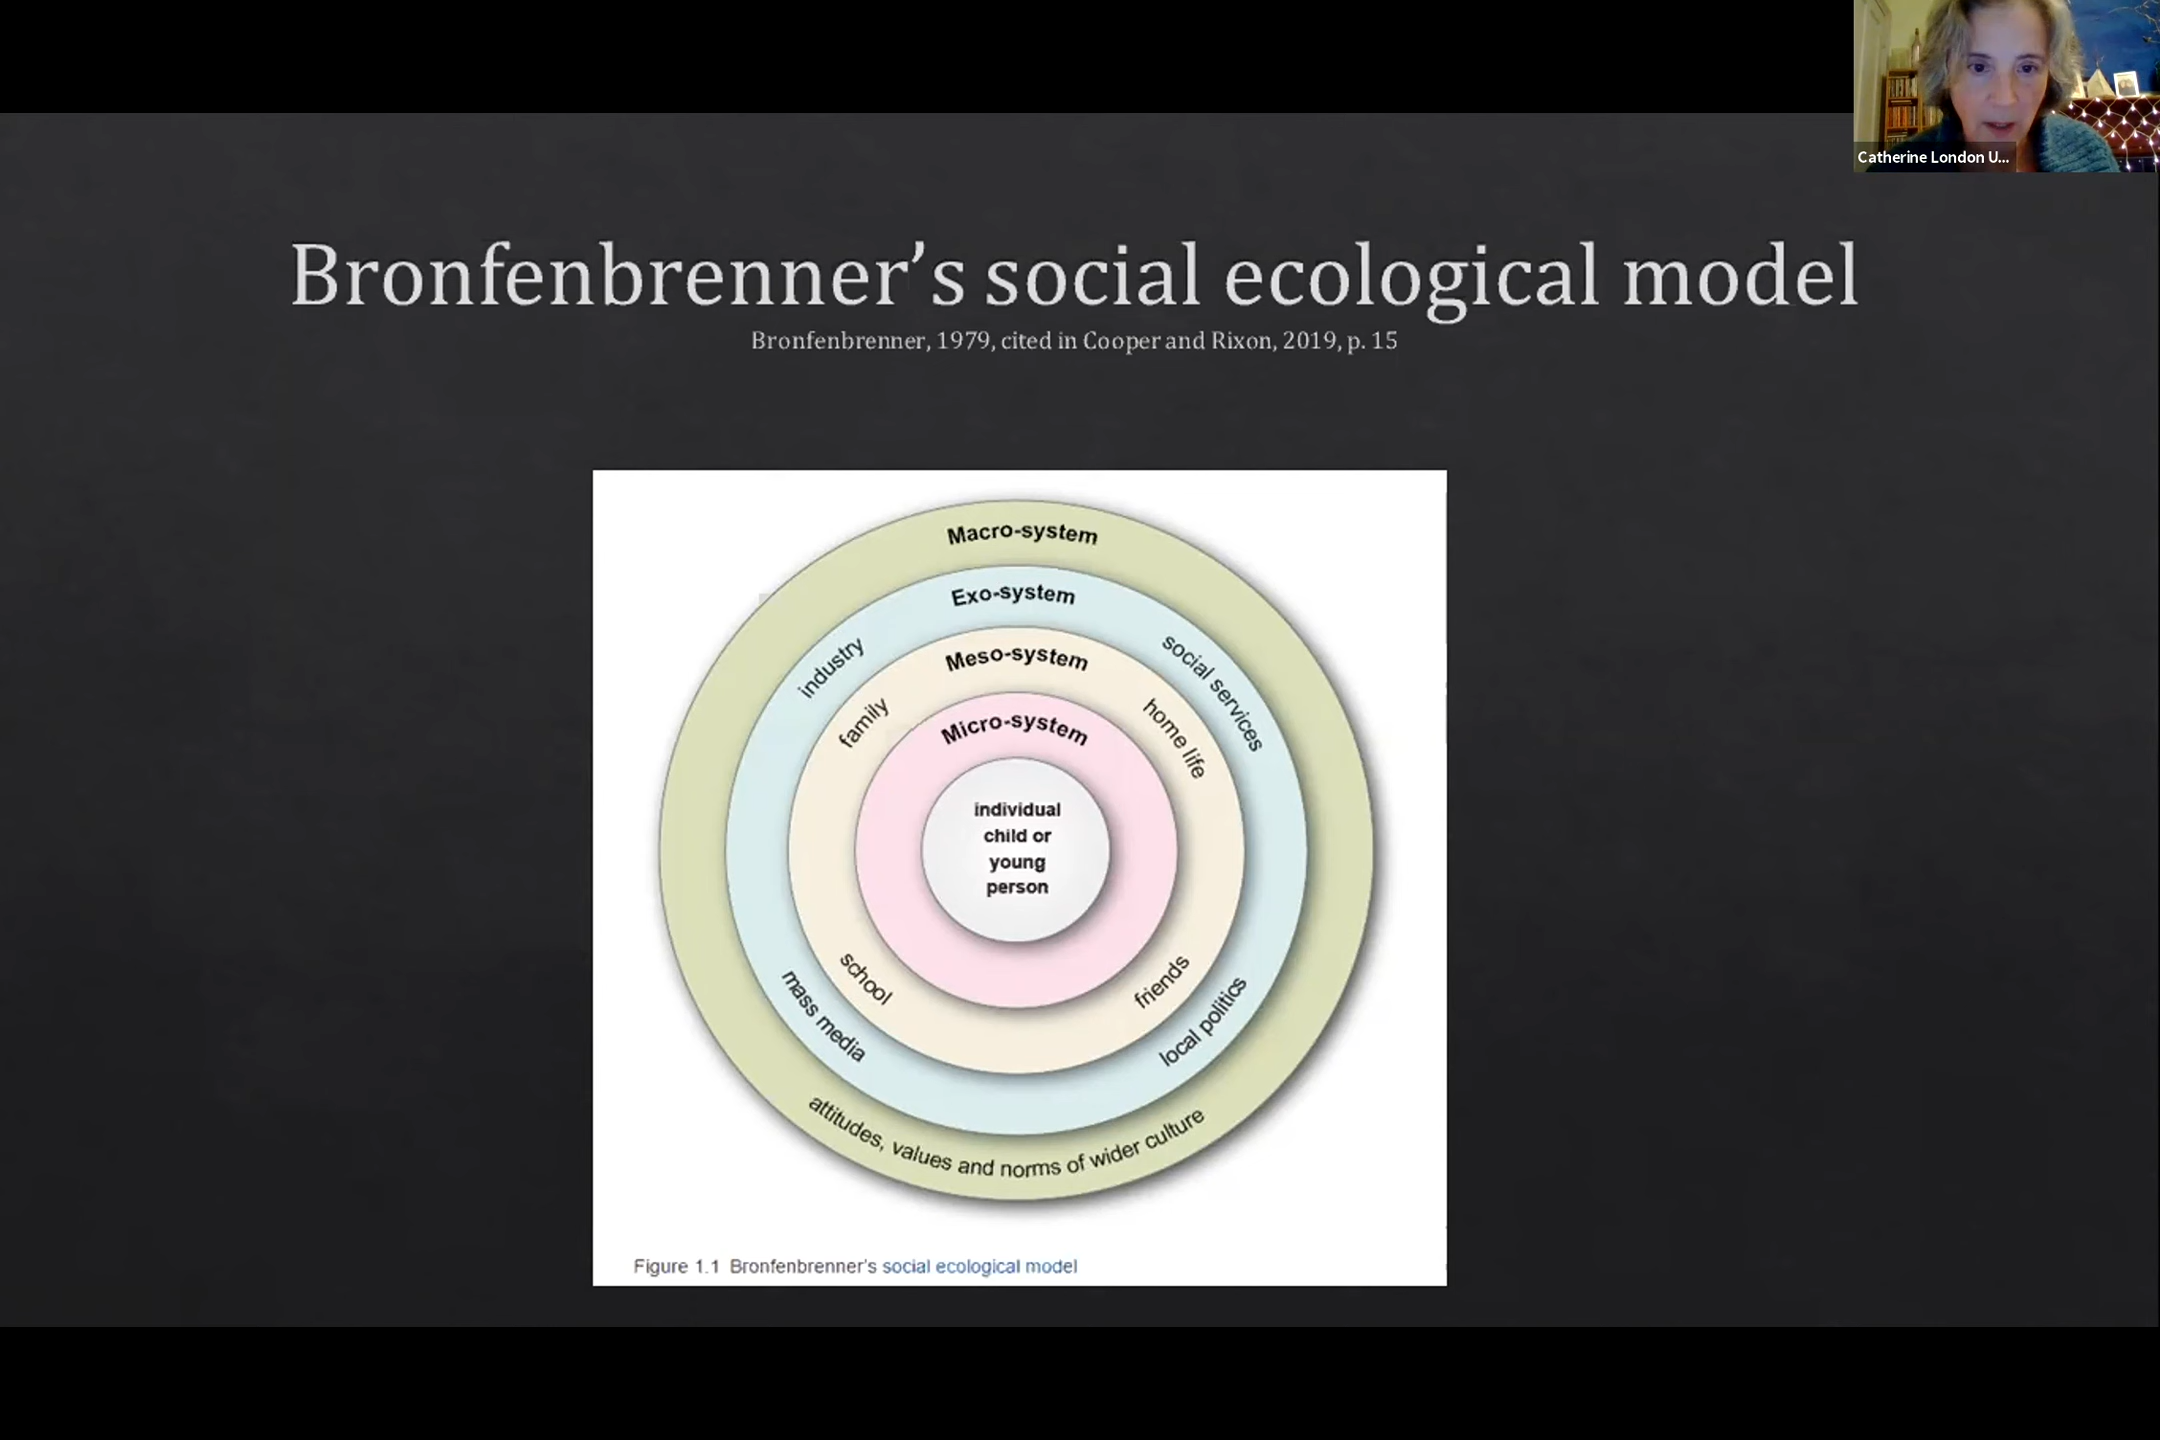 Catherine London U...
Bronfenbrenner’s social ecological model
Bronfenbrenner, 1979, cited in Cooper and Rixon, 2019, p. 15
Macro-system
Exo-system
industry
social services
Meso-system
family
home life
Micro-system
individual
child or
young
person
school
friends
mass media
local politics
attitudes, values and norms of wider culture
Figure 1.1 Bronfenbrenner's social ecological model